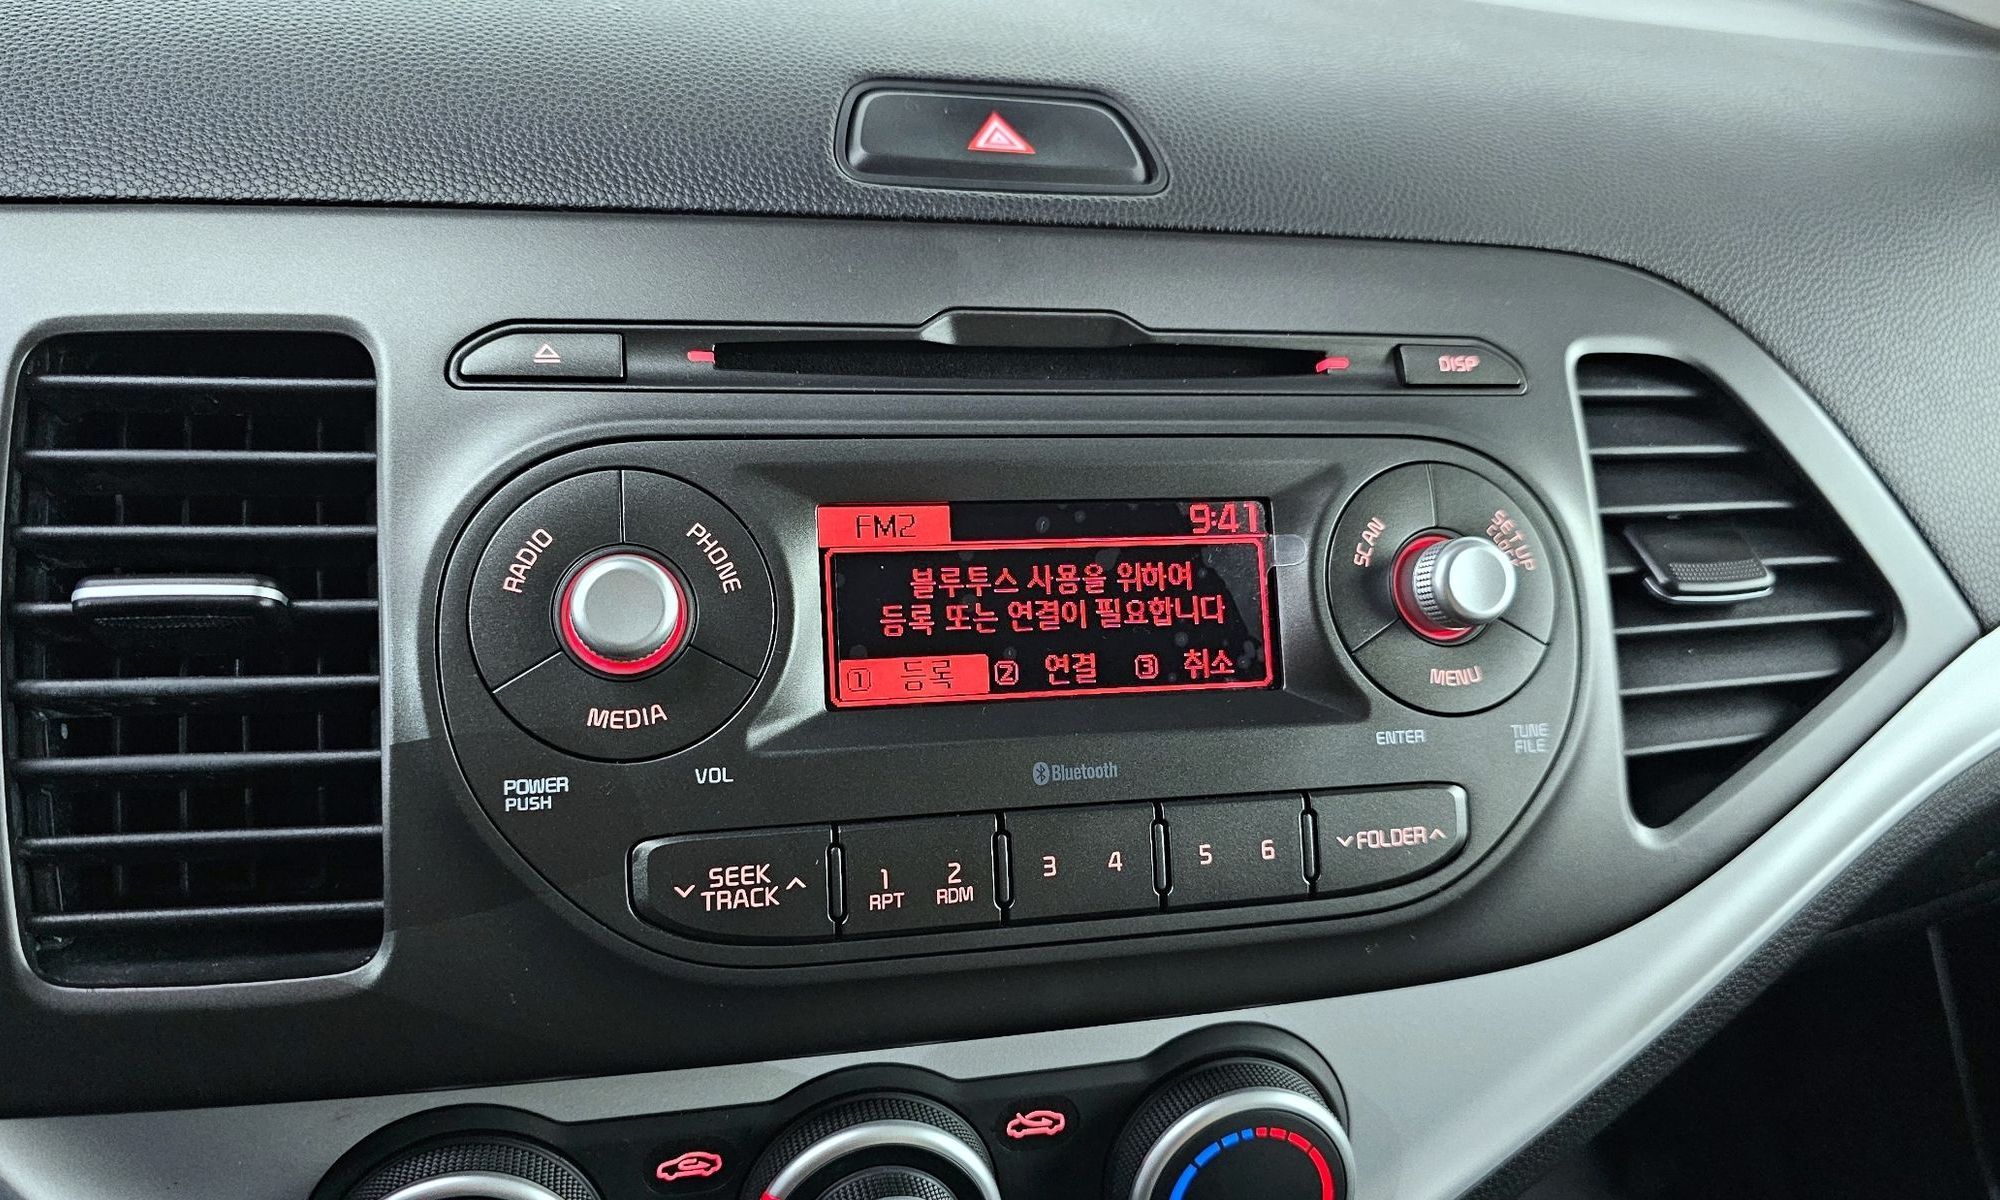 DISP
RADIO
PHONE
MEDIA
POWER
PUSH
VOL
FM2
9:41
블루투스 사용을 위하여
등록 또는 연결이 필요합니다
1 등록 2 연결 3 취소
SCAN
SETUP
CLOCK
MENU
ENTER
TUNE
FILE
Bluetooth
SEEK
TRACK
1
RPT
2
RDM
3
4
5
6
FOLDER